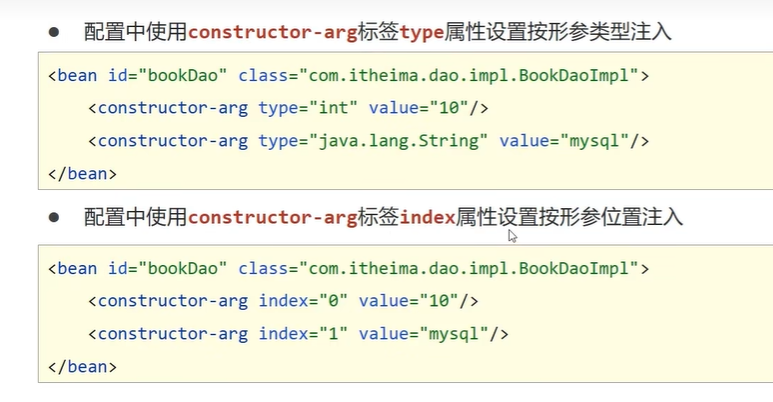 ● 配置中使用constructor-arg标签type属性设置按形参类型注入
<bean id="bookDao" class="com.itheima.dao.impl.BookDaoImpl">
    <constructor-arg type="int" value="10"/>
    <constructor-arg type="java.lang.String" value="mysql"/>
</bean>
● 配置中使用constructor-arg标签index属性设置按形参位置注入
<bean id="bookDao" class="com.itheima.dao.impl.BookDaoImpl">
    <constructor-arg index="0" value="10"/>
    <constructor-arg index="1" value="mysql"/>
</bean>